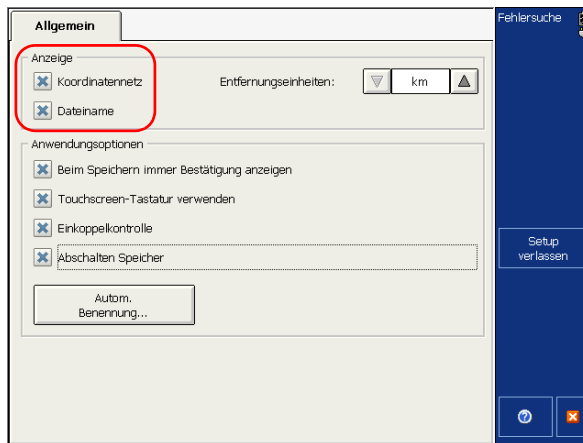 Allgemein
Fehlersuche
Anzeige
Koordinatennetz
Entfernungseinheiten:
km
Dateiname
Anwendungsoptionen
Beim Speichern immer Bestätigung anzeigen
Touchscreen-Tastatur verwenden
Einkoppelkontrolle
Abschalten Speicher
Autom.
Benennung...
Setup
verlassen